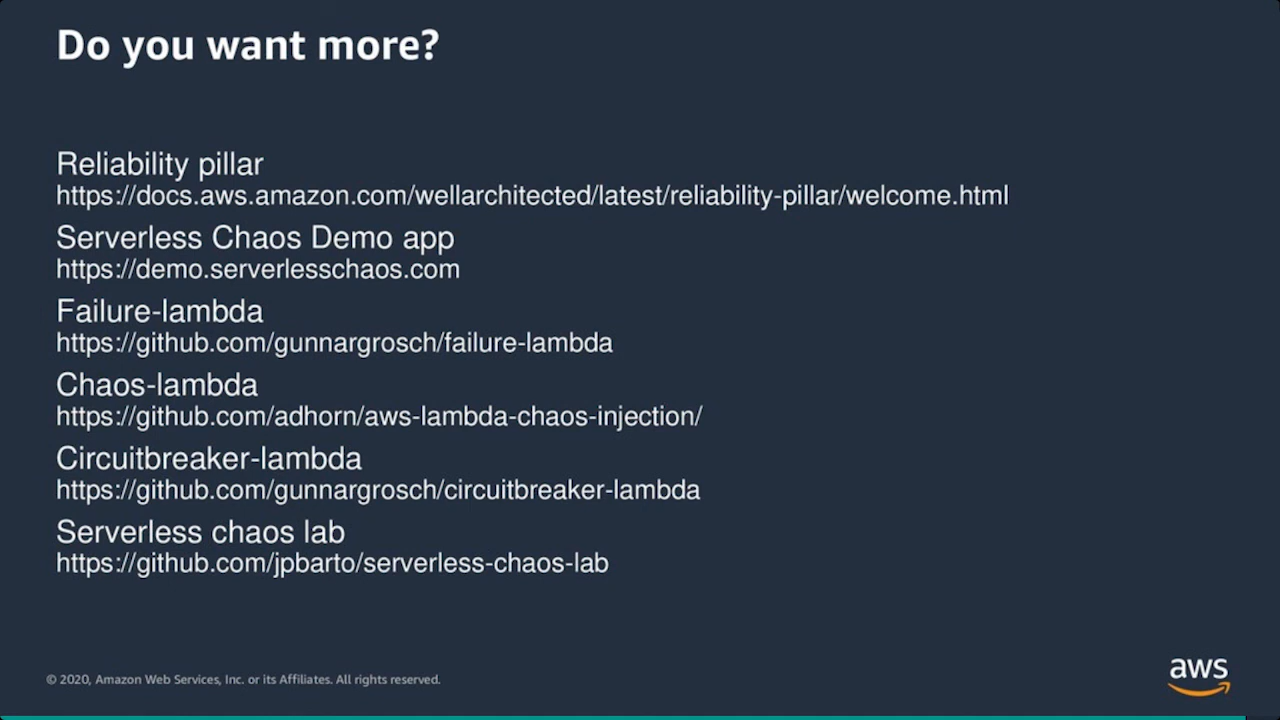 Do you want more?
Reliability pillar
https://docs.aws.amazon.com/wellarchitected/latest/reliability-pillar/welcome.html
Serverless Chaos Demo app
https://demo.serverlesschaos.com
Failure-lambda
https://github.com/gunnargrosch/failure-lambda
Chaos-lambda
https://github.com/adhorn/aws-lambda-chaos-injection/
Circuitbreaker-lambda
https://github.com/gunnargrosch/circuitbreaker-lambda
Serverless chaos lab
https://github.com/jpbarto/serverless-chaos-lab
© 2020, Amazon Web Services, Inc. or its Affiliates. All rights reserved.
aws